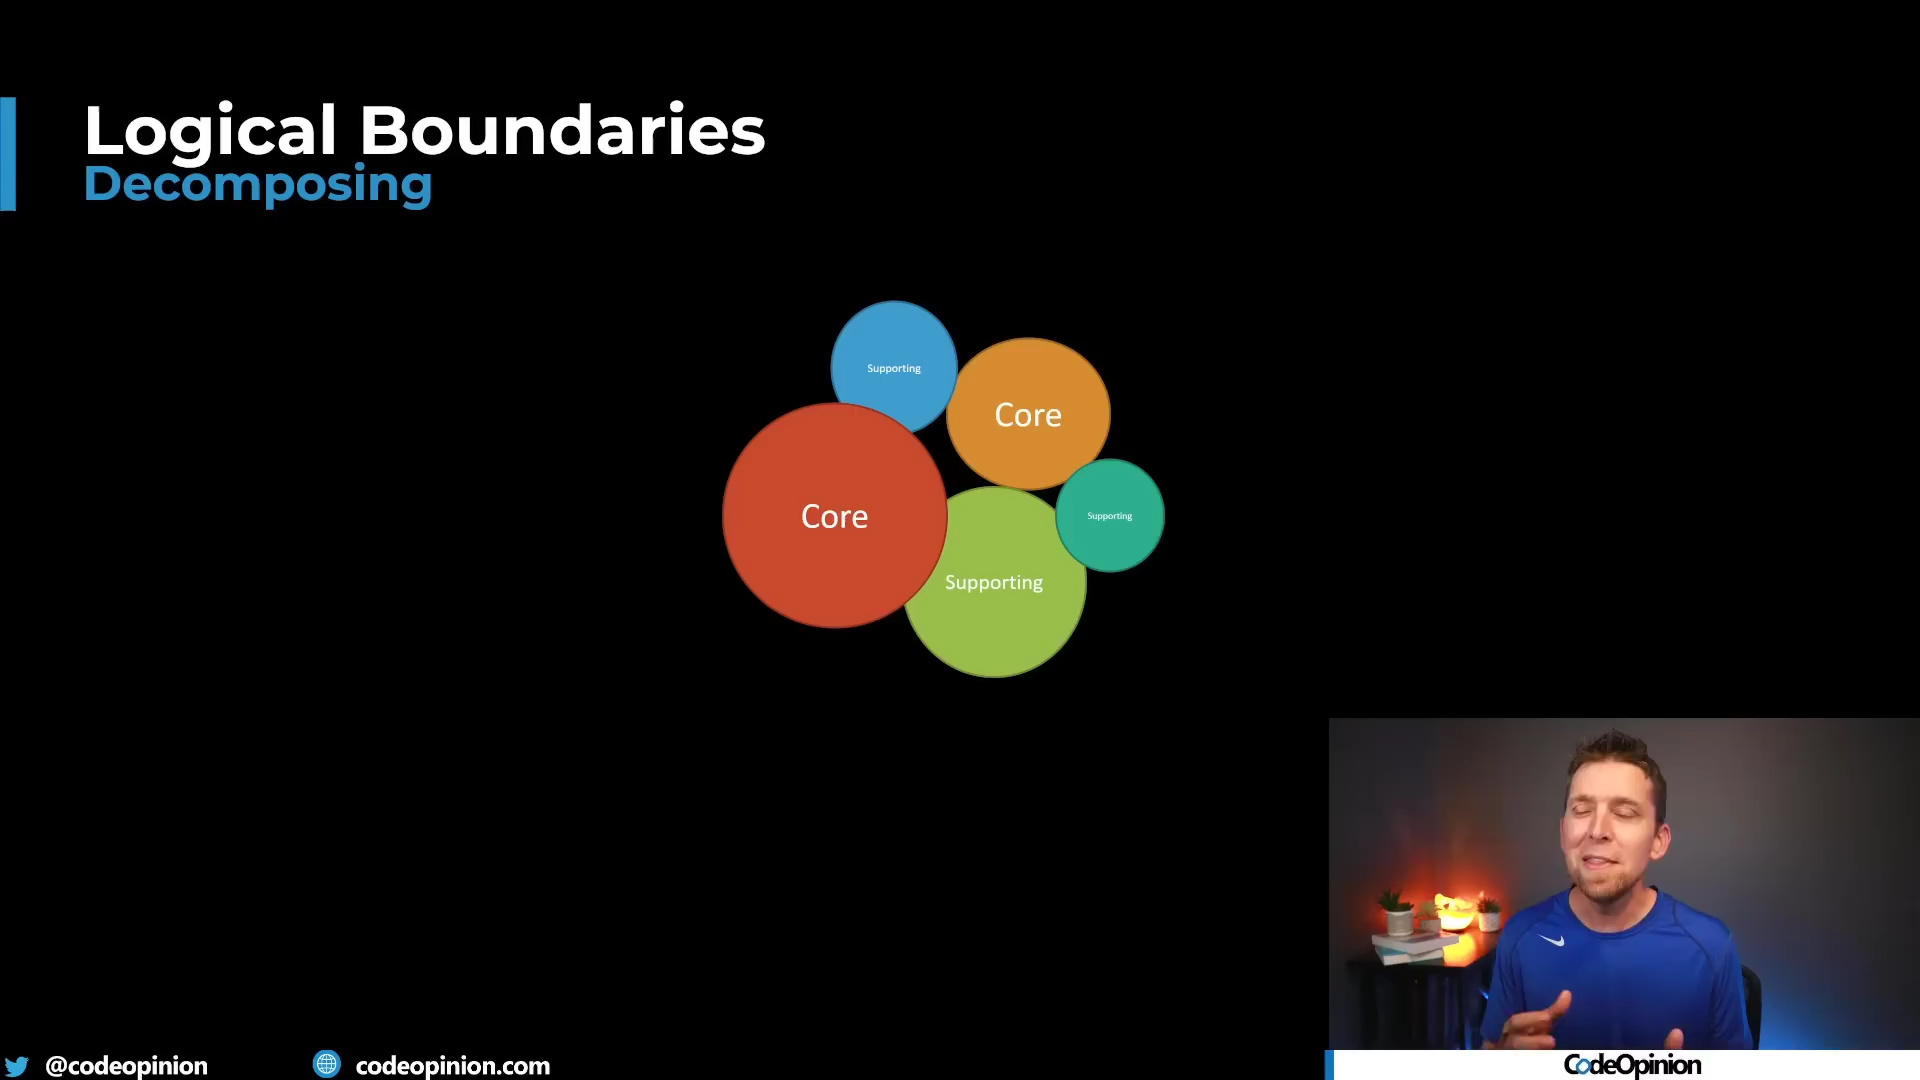 Logical Boundaries
Decomposing
Supporting
Core
Core
Supporting
Supporting
@codeopinion
codeopinion.com
CodeOpinion